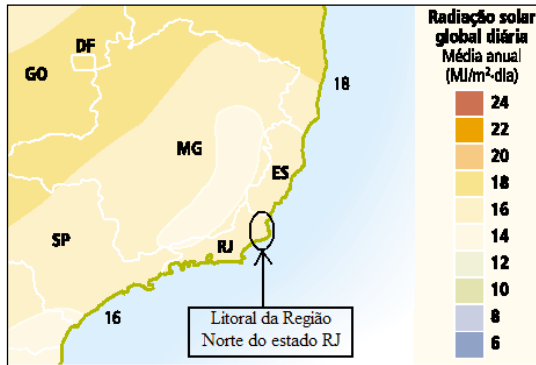 DF
GO
18
MG
ES
SP
RJ
16
Litoral da Região
Norte do estado RJ
Radiação solar
global diária
Média anual
(MJ/m²·dia)
24
22
20
18
16
14
12
10
8
6